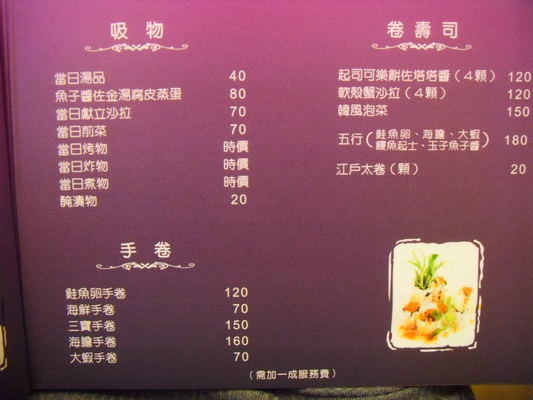 吸物
當日湯品 40
魚子醬佐金湯腐皮蒸蛋 80
當日獻立沙拉 70
當日前菜 70
當日烤物 時價
當日炸物 時價
當日煮物 時價
醃漬物 20
手卷
鮭魚卵手卷 120
海鮮手卷 70
三寶手卷 150
海膽手卷 160
大蝦手卷 70
卷壽司
起司可樂餅佐塔塔醬（4顆） 120
軟殼蟹沙拉（4顆） 120
韓風泡菜 150
五行（鮭魚卵、海膽、大蝦
鰻魚起士、玉子魚子醬） 180
江戶太卷（顆） 20
（需加一成服務費）